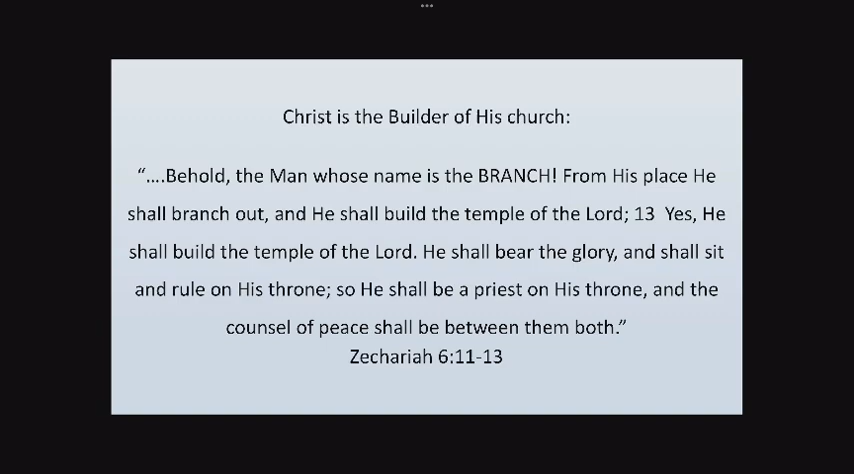 Christ is the Builder of His church:
“....Behold, the Man whose name is the BRANCH! From His place He
shall branch out, and He shall build the temple of the Lord; 13  Yes, He
shall build the temple of the Lord. He shall bear the glory, and shall sit
and rule on His throne; so He shall be a priest on His throne, and the
counsel of peace shall be between them both.”
Zechariah 6:11-13